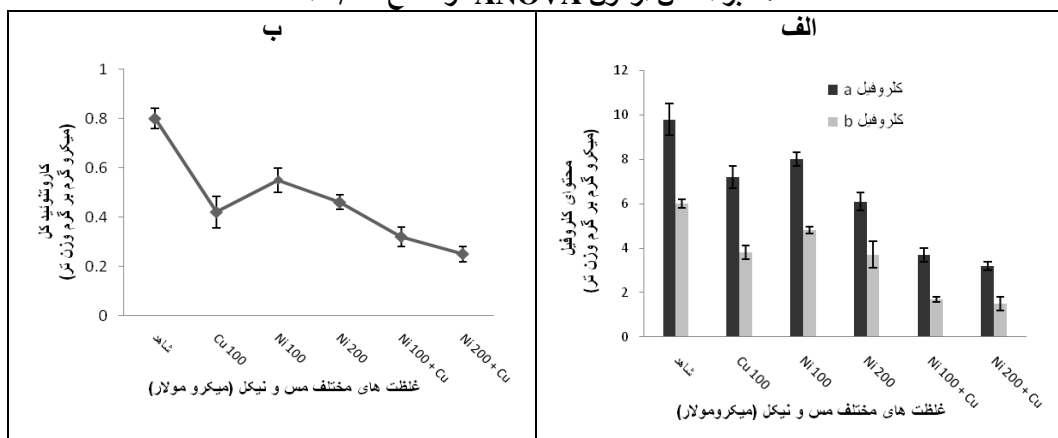 الف
12
10
8
6
4
2
0
کلروفیل a
کلروفیل b
محتوای کلروفیل
(میکرو گرم بر گرم وزن تر)
شاهد
Cu 100
Ni 100
Ni 200
Ni 100 + Cu
Ni 200 + Cu
غلظت های مختلف مس و نیکل (میکرومولار)
ب
1
0.8
0.6
0.4
0.2
0
کاروتنوئید کل
(میکرو گرم بر گرم وزن تر)
شاهد
Cu 100
Ni 100
Ni 200
Ni 100 + Cu
Ni 200 + Cu
غلظت های مختلف مس و نیکل (میکرو مولار)